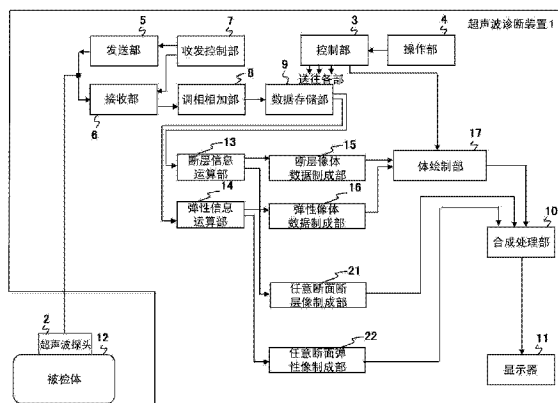 超声波诊断装置1
5
发送部
7
收发控制部
3
控制部
4
操作部
送往各部
接收部
6
8
调相相加部
9
数据存储部
13
断层信息
运算部
15
断层像体
数据制成部
17
体绘制部
14
弹性信息
运算部
16
弹性像体
数据制成部
10
合成处理部
21
任意断面断
层像制成部
22
任意断面弹
性像制成部
2
超声波探头
12
被检体
11
显示器